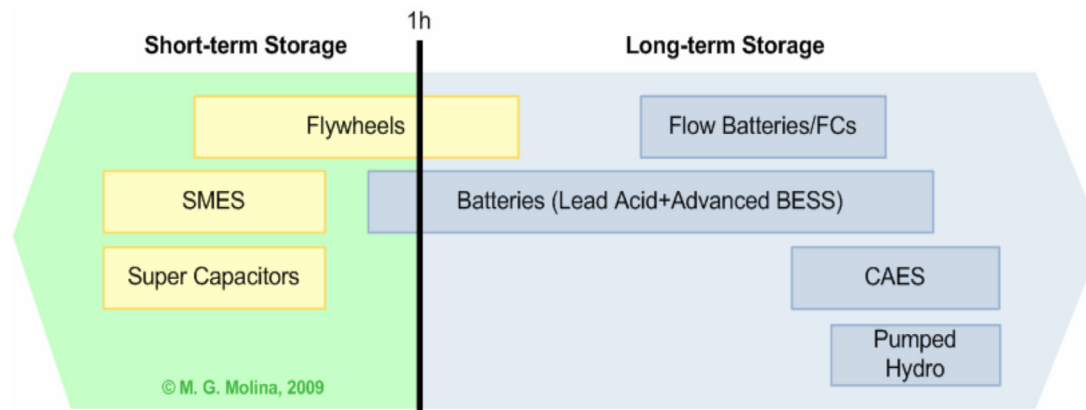 1h
Short-term Storage
Long-term Storage
Flywheels
Flow Batteries/FCs
SMES
Batteries (Lead Acid+Advanced BESS)
Super Capacitors
CAES
Pumped
Hydro
© M. G. Molina, 2009